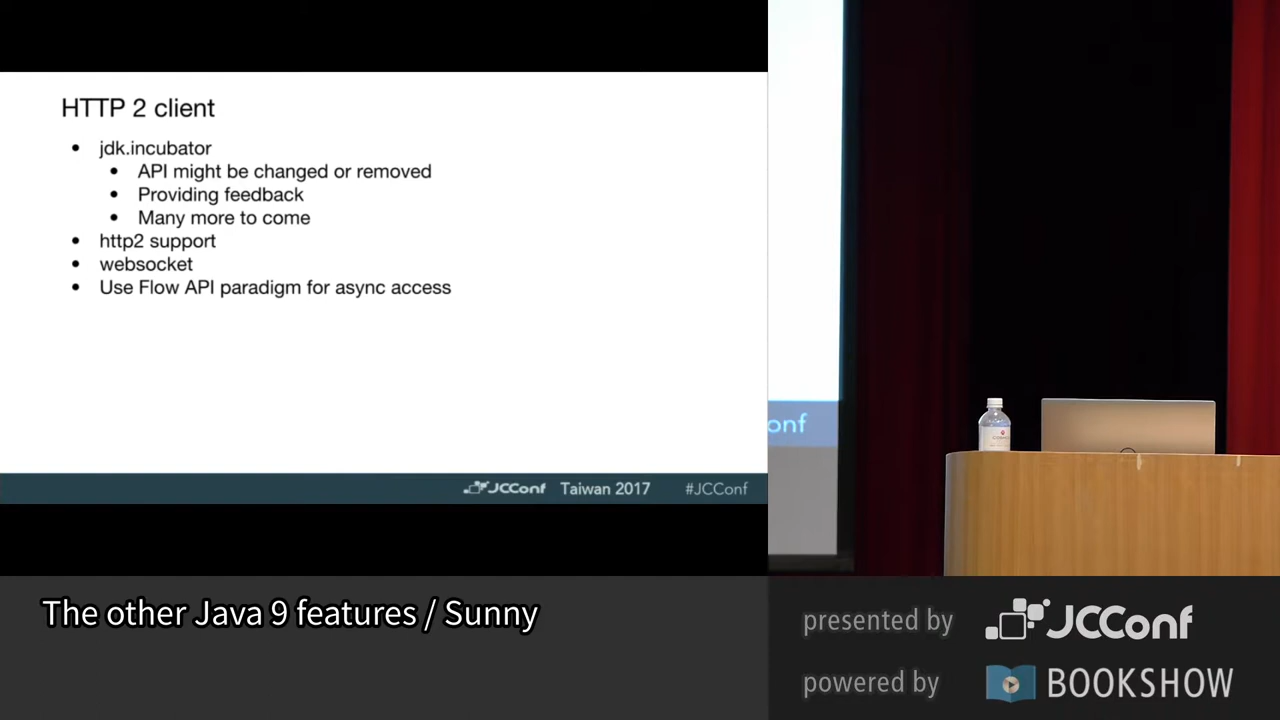 HTTP 2 client
• jdk.incubator
• API might be changed or removed
• Providing feedback
• Many more to come
• http2 support
• websocket
• Use Flow API paradigm for async access
JCConf Taiwan 2017 #JCConf
onf
The other Java 9 features / Sunny
presented by JCConf
powered by BOOKSHOW